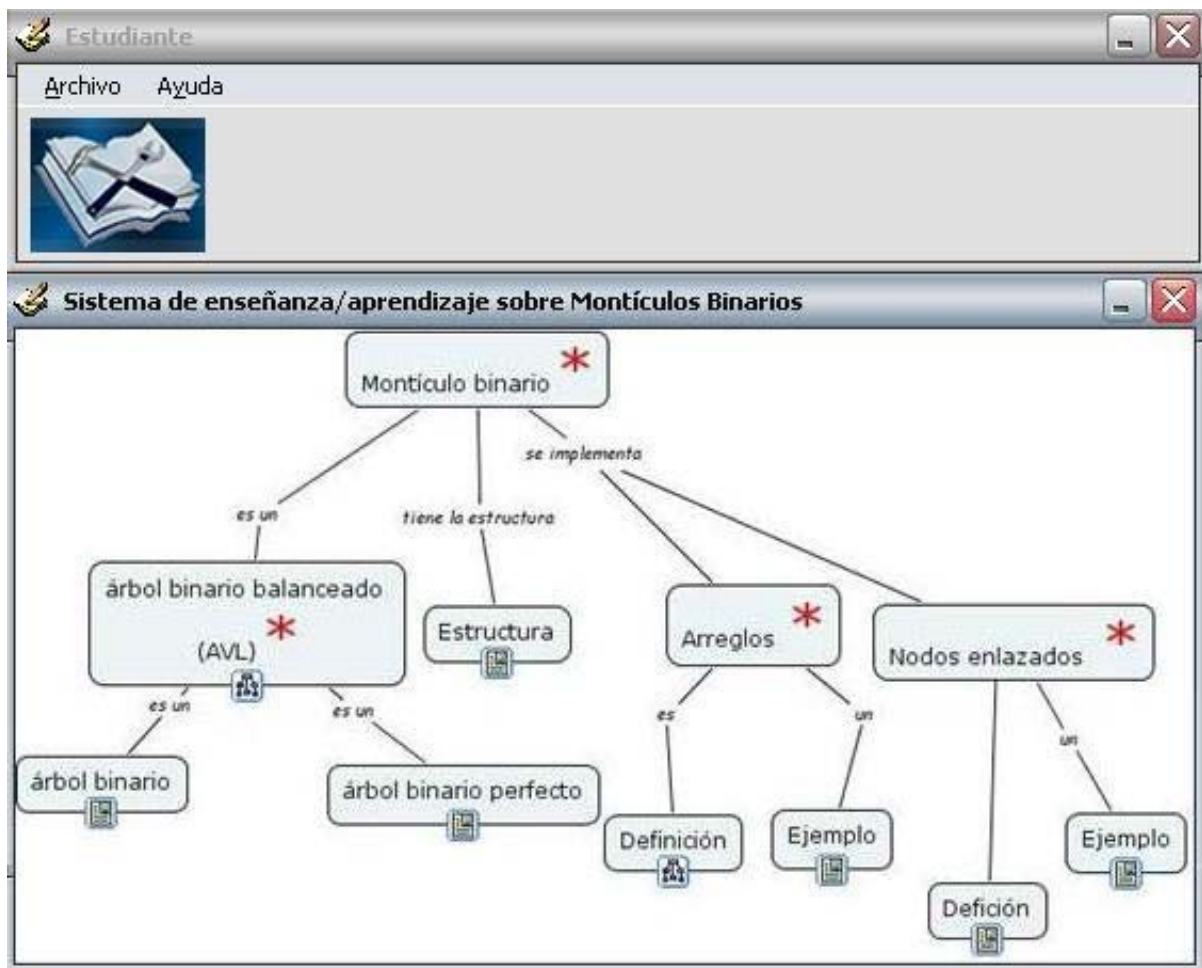 Estudiante
Archivo Ayuda
Sistema de enseñanza/aprendizaje sobre Montículos Binarios
Montículo binario *
se implementa
es un
tiene la estructura
árbol binario balanceado
(AVL) *
Estructura
Arreglos *
Nodos enlazados *
es un
es un
es
un
un
árbol binario
árbol binario perfecto
Definición
Ejemplo
Ejemplo
Defición